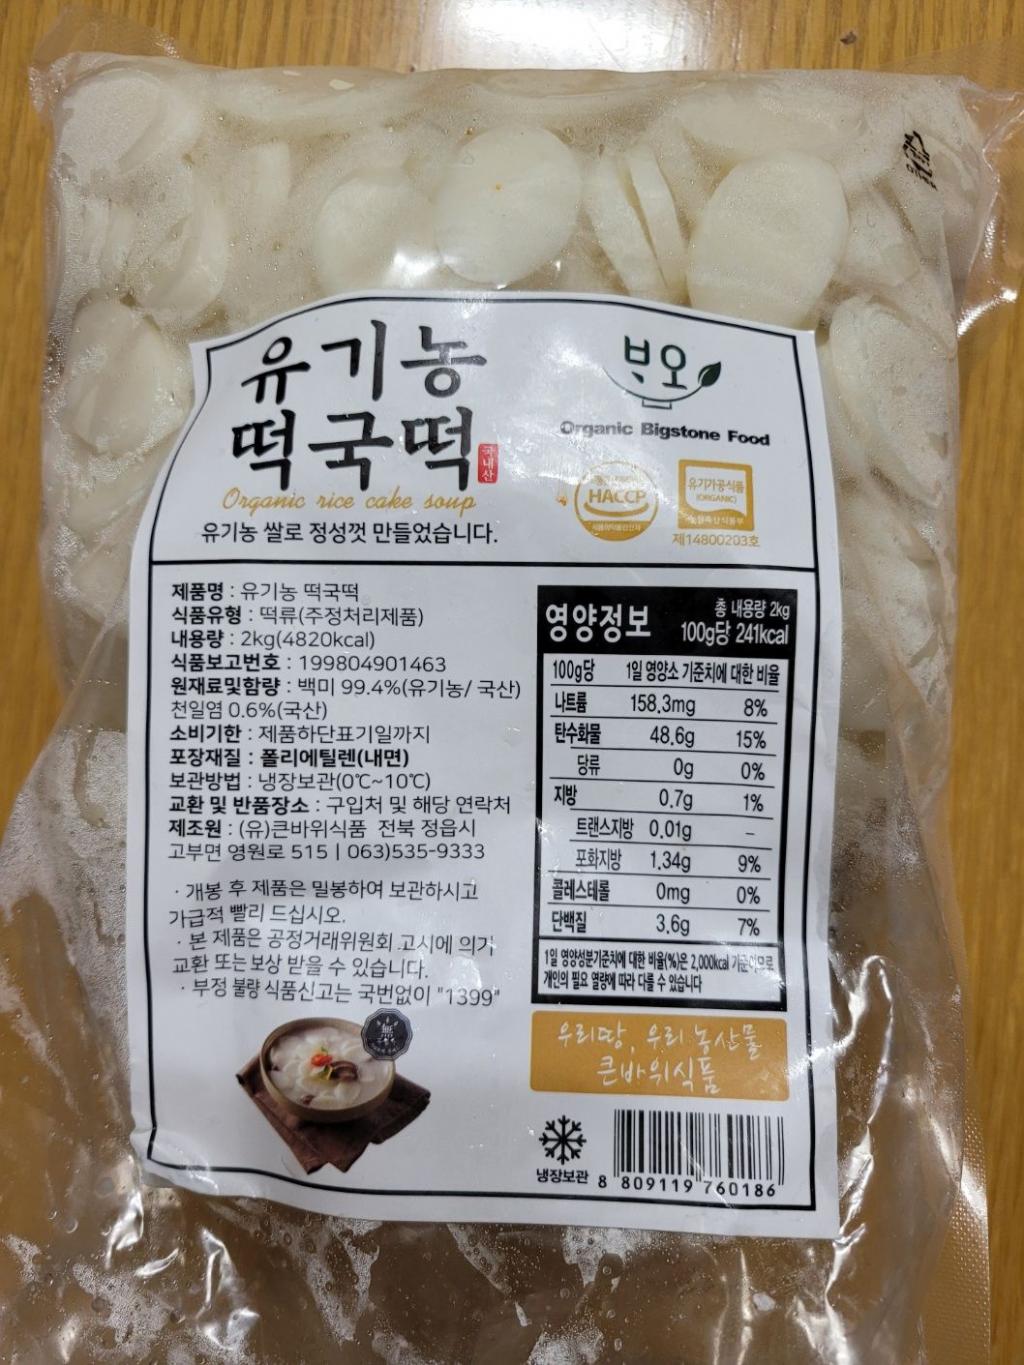 유기농
떡국떡
국내산
Organic rice cake soup
유기농 쌀로 정성껏 만들었습니다.
부오
Organic Bigstone Food
HACCP
유기가공식품
(ORGANIC)
농림축산식품부
제14800203호
제품명 : 유기농 떡국떡
식품유형 : 떡류(주정처리제품)
내용량 : 2kg(4820kcal)
식품보고번호 : 199804901463
원재료및함량 : 백미 99.4%(유기농/ 국산)
천일염 0.6%(국산)
소비기한 : 제품하단표기일까지
포장재질 : 폴리에틸렌(내면)
보관방법 : 냉장보관(0℃~10℃)
교환 및 반품장소 : 구입처 및 해당 연락처
제조원 : (유)큰바위식품 전북 정읍시
고부면 영원로 515 | 063)535-9333
· 개봉 후 제품은 밀봉하여 보관하시고
가급적 빨리 드십시오.
· 본 제품은 공정거래위원회 고시에 의거
교환 또는 보상 받을 수 있습니다.
· 부정 불량 식품신고는 국번없이 "1399"
영양정보
총 내용량 2kg
100g당 241kcal
100g당 1일 영양소 기준치에 대한 비율
나트륨 158.3mg 8%
탄수화물 48.6g 15%
당류 0g 0%
지방 0.7g 1%
트랜스지방 0.01g -
포화지방 1.34g 9%
콜레스테롤 0mg 0%
단백질 3.6g 7%
1일 영양성분기준치에 대한 비율(%)은 2,000kcal 기준이므로
개인의 필요 열량에 따라 다를 수 있습니다
우리땅, 우리 농산물
큰바위식품
無
냉장보관
8 809119 760186